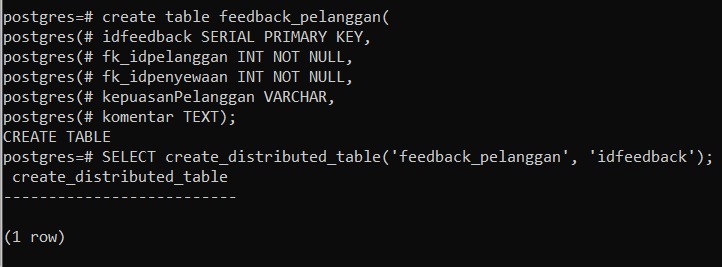 postgres=# create table feedback_pelanggan(
postgres(# idfeedback SERIAL PRIMARY KEY,
postgres(# fk_idpelanggan INT NOT NULL,
postgres(# fk_idpenyewaan INT NOT NULL,
postgres(# kepuasanPelanggan VARCHAR,
postgres(# komentar TEXT);
CREATE TABLE
postgres=# SELECT create_distributed_table('feedback_pelanggan', 'idfeedback');
 create_distributed_table
--------------------------
(1 row)